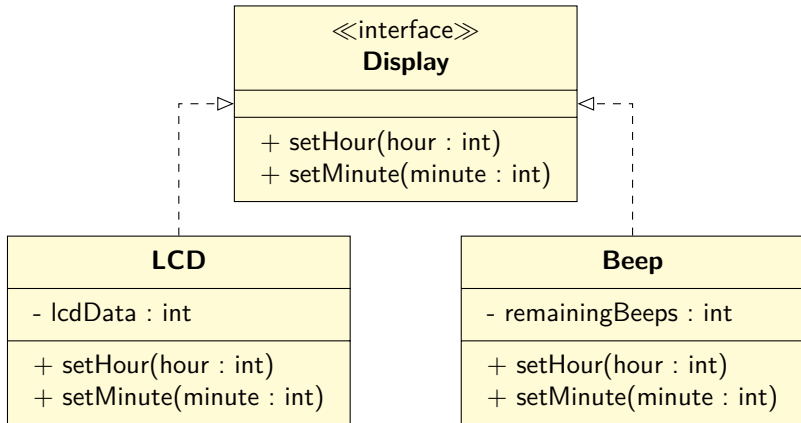 ≪interface≫
Display
+ setHour(hour : int)
+ setMinute(minute : int)
LCD
- lcdData : int
+ setHour(hour : int)
+ setMinute(minute : int)
Beep
- remainingBeeps : int
+ setHour(hour : int)
+ setMinute(minute : int)